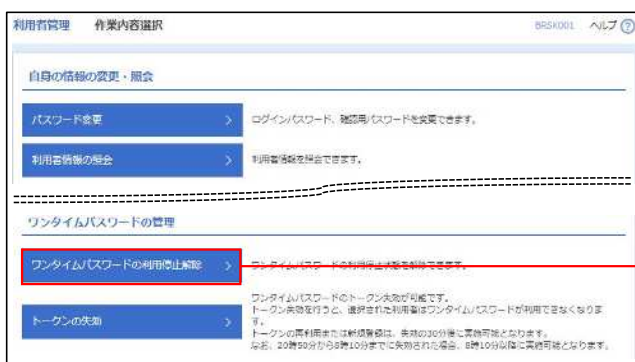 利用者管理 作業内容選択 BRSK001 ヘルプ ?
自身の情報の変更・照会
パスワード変更 ログインパスワード、確認用パスワードを変更できます。
利用者情報の照会 利用者情報を照会できます。
ワンタイムパスワードの管理
ワンタイムパスワードの利用停止解除 ワンタイムパスワードの利用停止状態を解除できます。
ワンタイムパスワードのトークン失効が可能です。
トークン失効を行うと、選択された利用者はワンタイムパスワードが利用できなくなりま
トークンの失効 す。
トークンの再利用または新規登録は、失効の30分後に実施可能となります。
なお、20時50分から8時10分までに失効された場合、8時10分以降に実施可能となります。